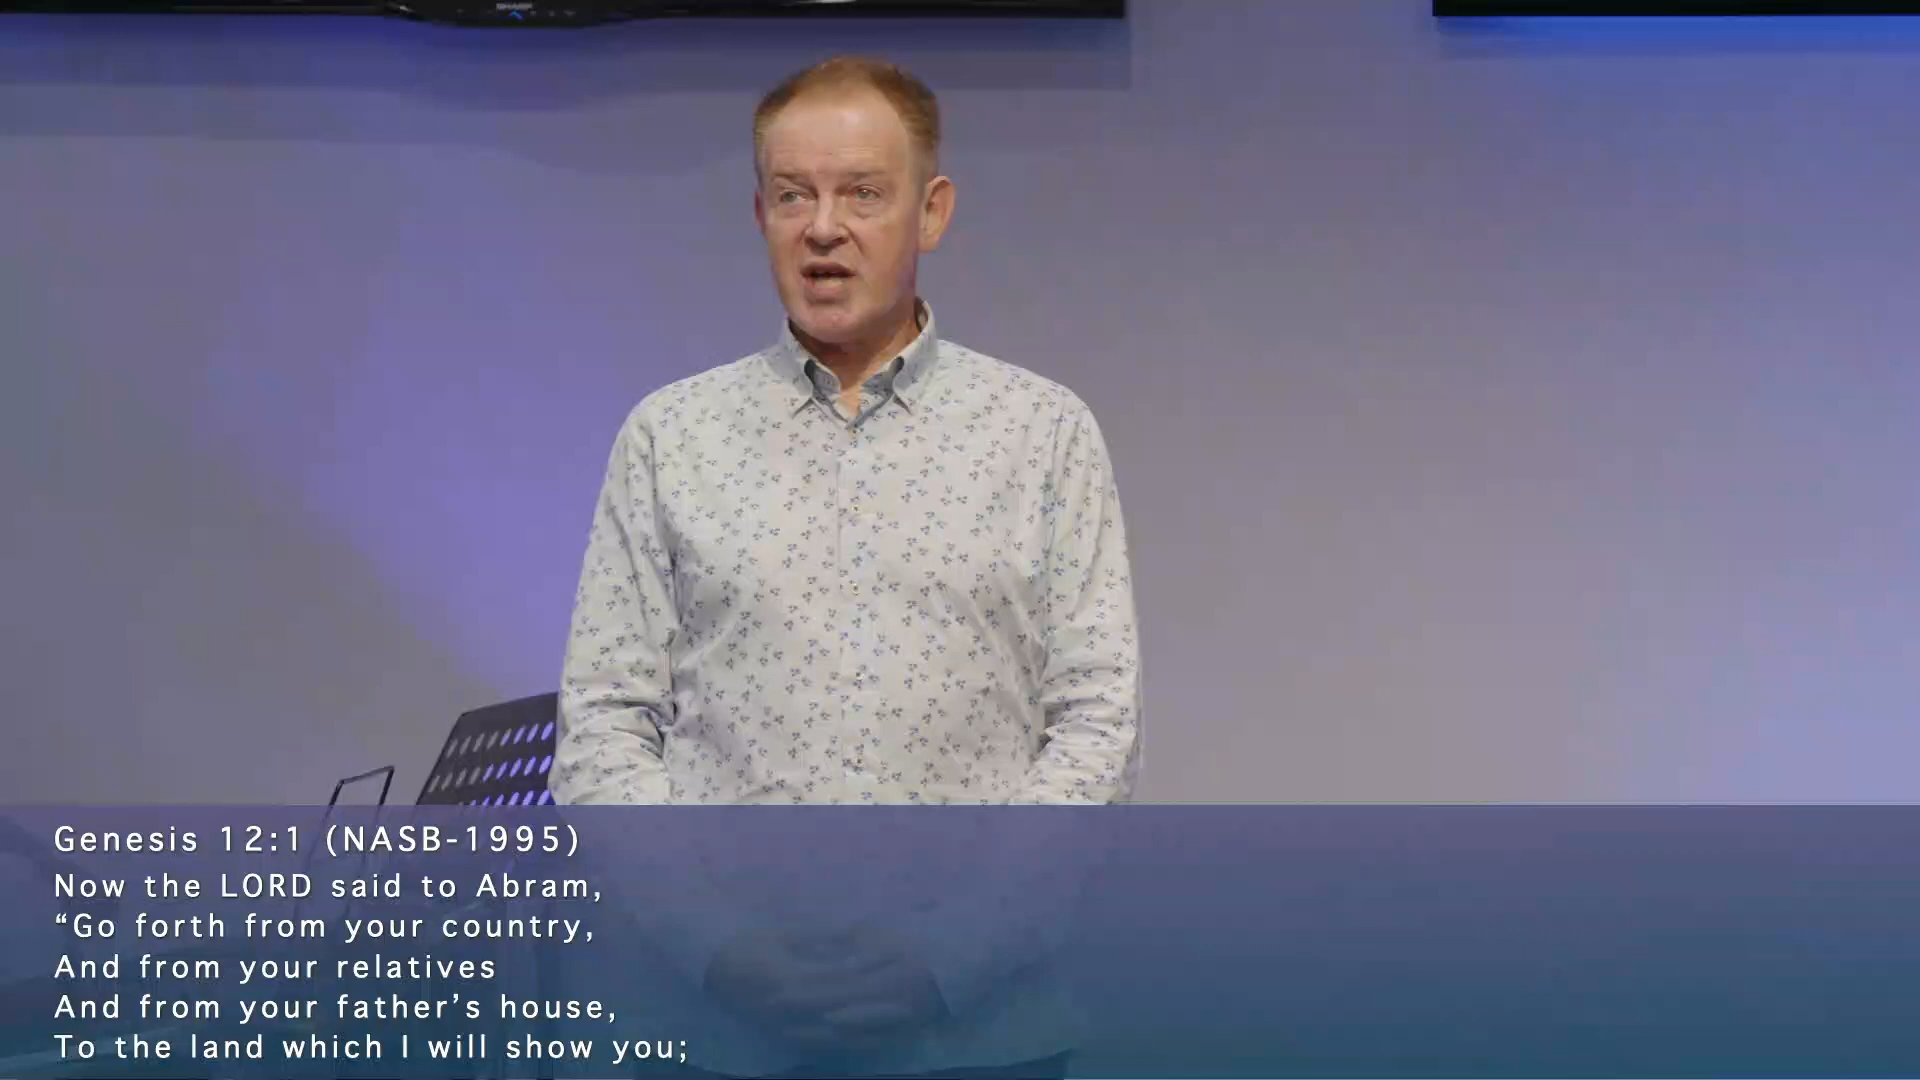 SHARP
Genesis 12:1 (NASB-1995)
Now the LORD said to Abram,
“Go forth from your country,
And from your relatives
And from your father’s house,
To the land which I will show you;